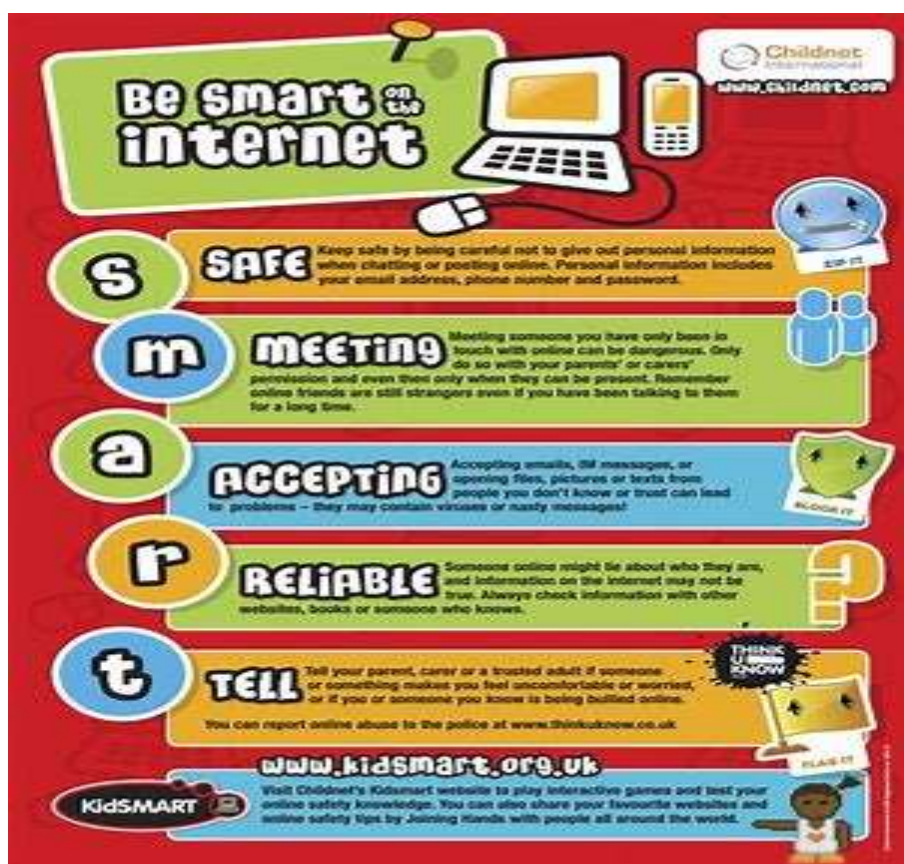 Childnet
International
www.childnet.com
Be smart on the
internet
s
SAFE Keep safe by being careful not to give out personal information
when chatting or posting online. Personal information includes
your email address, phone number and password.
ZIP IT
m
MEETING Meeting someone you have only been in
touch with online can be dangerous. Only
do so with your parents' or carers'
permission and even then only when they can be present. Remember
online friends are still strangers even if you have been talking to them
for a long time.
a
ACCEPTING Accepting emails, IM messages, or
opening files, pictures or texts from
people you don't know or trust can lead
to problems – they may contain viruses or nasty messages!
BLOCK IT
r
RELIABLE Someone online might lie about who they are,
and information on the internet may not be
true. Always check information with other
websites, books or someone who knows.
?
t
TELL Tell your parent, carer or a trusted adult if someone
or something makes you feel uncomfortable or worried,
or if you or someone you know is being bullied online.
You can report online abuse to the police at www.thinkuknow.co.uk
THINK
U
KNOW
FLAG IT
www.kidsmart.org.uk
KidSMART
Visit Childnet's Kidsmart website to play interactive games and test your
online safety knowledge. You can also share your favourite websites and
online safety tips by Joining Hands with people all around the world.